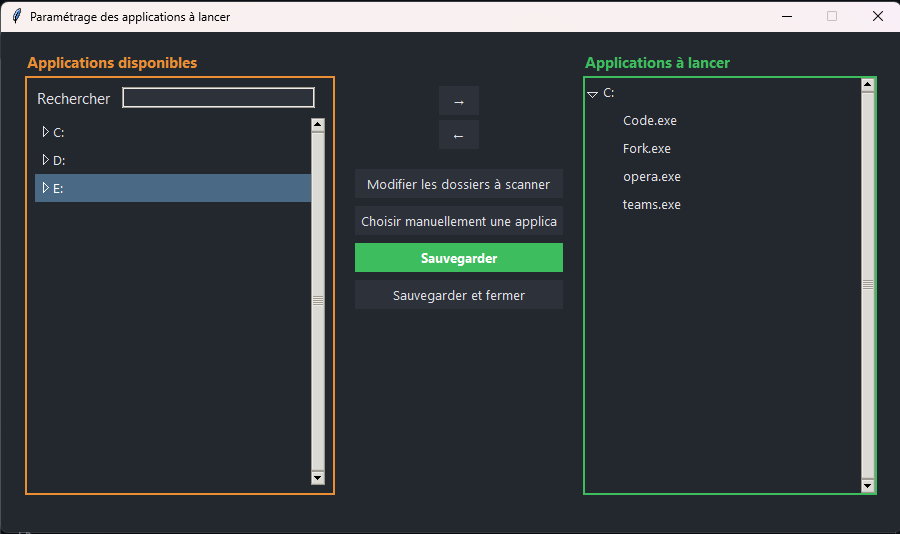 Paramétrage des applications à lancer
Applications disponibles
Rechercher
C:
D:
E:
→
←
Modifier les dossiers à scanner
Choisir manuellement une applica
Sauvegarder
Sauvegarder et fermer
Applications à lancer
C:
Code.exe
Fork.exe
opera.exe
teams.exe